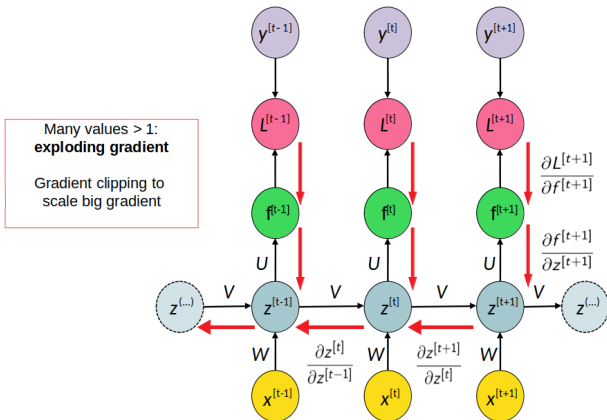 y[t-1] y[t] y[t+1]
L[t-1] L[t] L[t+1]
Many values > 1:
exploding gradient
Gradient clipping to
scale big gradient
∂L[t+1]
∂f[t+1]
f[t-1] f[t] f[t+1]
∂f[t+1]
∂z[t+1]
U U U
V V V V
z(...) z[t-1] z[t] z[t+1] z(...)
W ∂z[t] W ∂z[t+1] W
∂z[t-1] ∂z[t]
x[t-1] x[t] x[t+1]